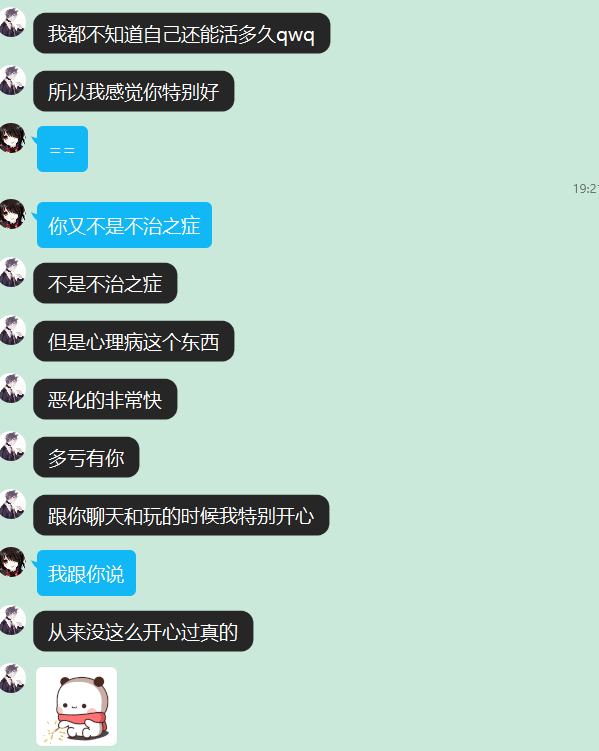 我都不知道自己还能活多久qwq
所以我感觉你特别好
==
19:21
你又不是不治之症
不是不治之症
但是心理病这个东西
恶化的非常快
多亏有你
跟你聊天和玩的时候我特别开心
我跟你说
从来没这么开心过真的